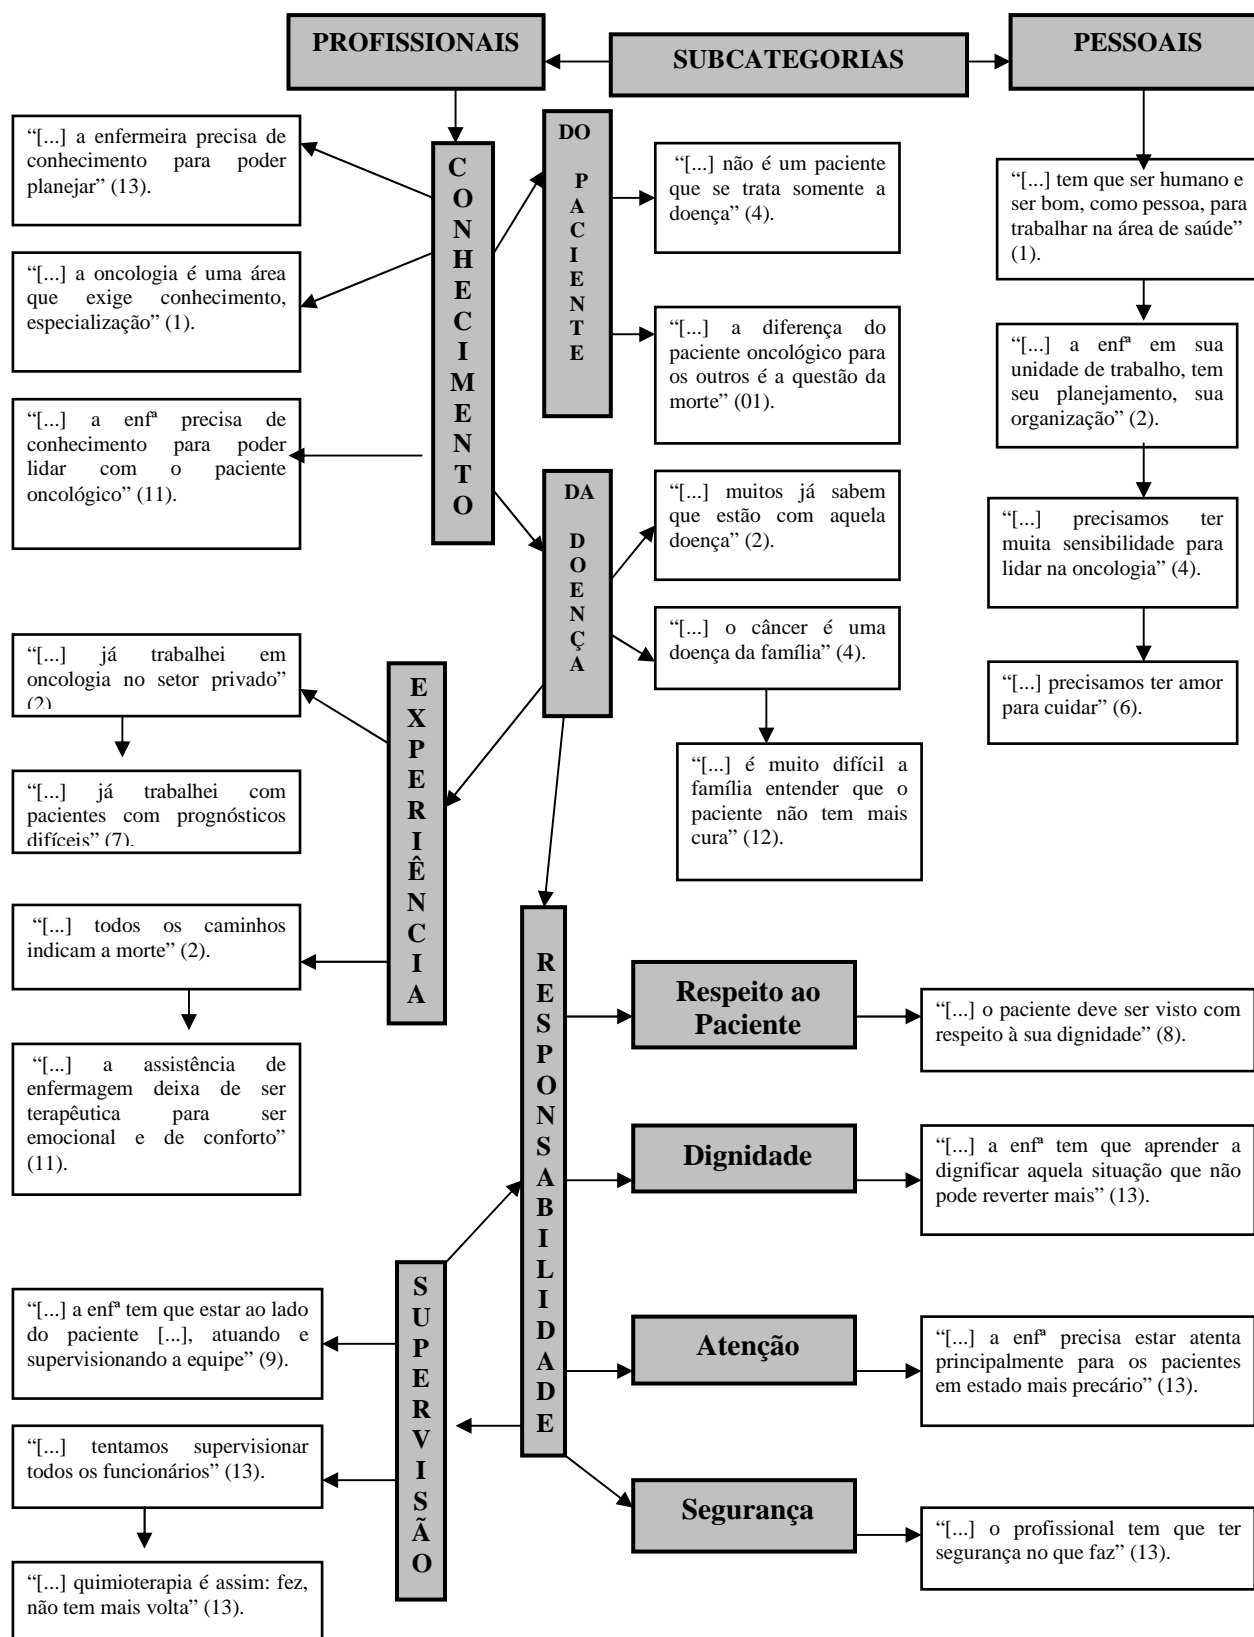 PROFISSIONAIS
SUBCATEGORIAS
PESSOAIS
CONHECIMENTO
“[...] a enfermeira precisa de
conhecimento para poder
planejar” (13).
“[...] a oncologia é uma área
que exige conhecimento,
especialização” (1).
“[...] a enfª precisa de
conhecimento para poder
lidar com o paciente
oncológico” (11).
DO PACIENTE
“[...] não é um paciente
que se trata somente a
doença” (4).
“[...] a diferença do
paciente oncológico para
os outros é a questão da
morte” (01).
DA DOENÇA
“[...] muitos já sabem
que estão com aquela
doença” (2).
“[...] o câncer é uma
doença da família” (4).
“[...] é muito difícil a
família entender que o
paciente não tem mais
cura” (12).
“[...] tem que ser humano e
ser bom, como pessoa, para
trabalhar na área de saúde”
(1).
“[...] a enfª em sua
unidade de trabalho, tem
seu planejamento, sua
organização” (2).
“[...] precisamos ter
muita sensibilidade para
lidar na oncologia” (4).
“[...] precisamos ter amor
para cuidar” (6).
EXPERIÊNCIA
“[...] já trabalhei em
oncologia no setor privado”
(2)
“[...] já trabalhei com
pacientes com prognósticos
difíceis” (7).
“[...] todos os caminhos
indicam a morte” (2).
“[...] a assistência de
enfermagem deixa de ser
terapêutica para ser
emocional e de conforto”
(11).
RESPONSABILIDADE
Respeito ao
Paciente
“[...] o paciente deve ser visto com
respeito à sua dignidade” (8).
Dignidade
“[...] a enfª tem que aprender a
dignificar aquela situação que não
pode reverter mais” (13).
Atenção
“[...] a enfª precisa estar atenta
principalmente para os pacientes
em estado mais precário” (13).
Segurança
“[...] o profissional tem que ter
segurança no que faz” (13).
SUPERVISÃO
“[...] a enfª tem que estar ao lado
do paciente [...], atuando e
supervisionando a equipe” (9).
“[...] tentamos supervisionar
todos os funcionários” (13).
“[...] quimioterapia é assim: fez,
não tem mais volta” (13).